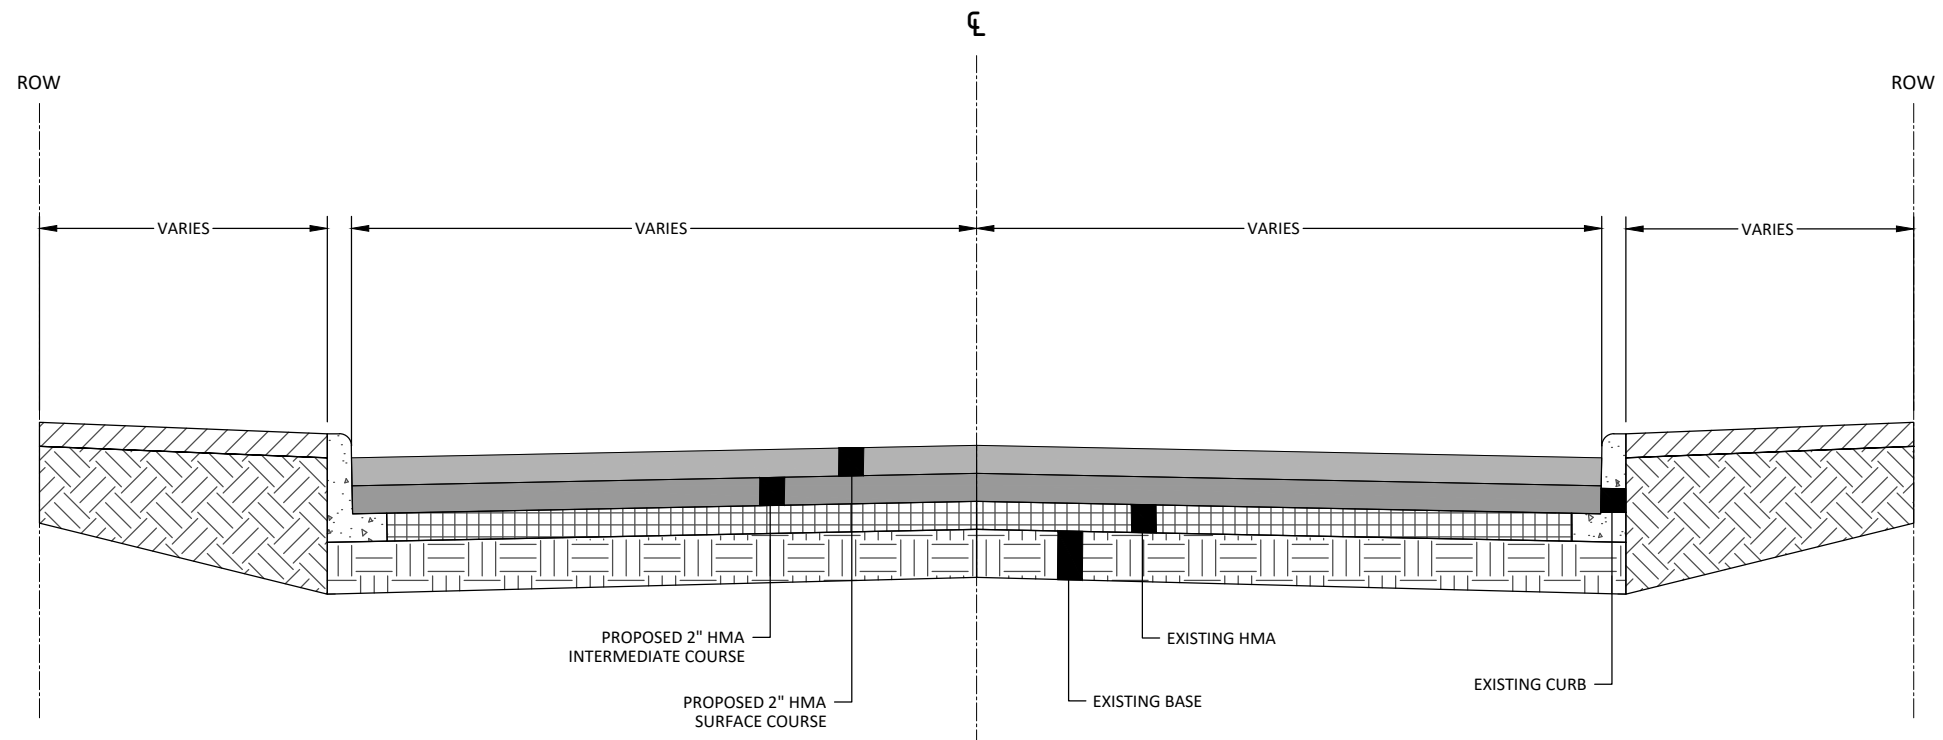 ℄
ROW
ROW
VARIES
VARIES
VARIES
VARIES
PROPOSED 2" HMA
INTERMEDIATE COURSE
EXISTING HMA
PROPOSED 2" HMA
SURFACE COURSE
EXISTING BASE
EXISTING CURB